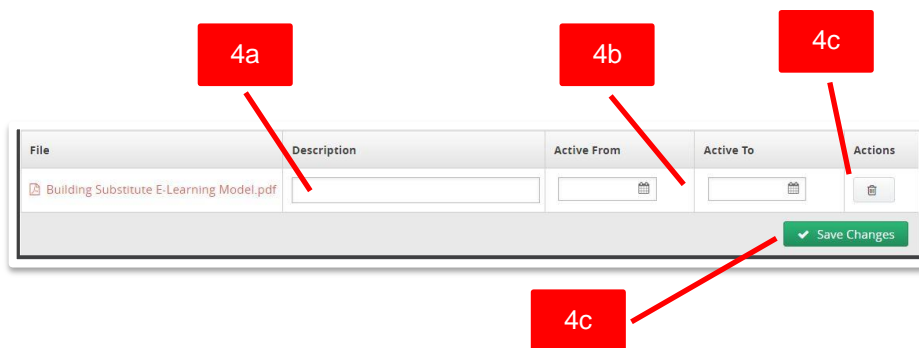 4a
4b
4c
File Description Active From Active To Actions
Building Substitute E-Learning Model.pdf
Save Changes
4c